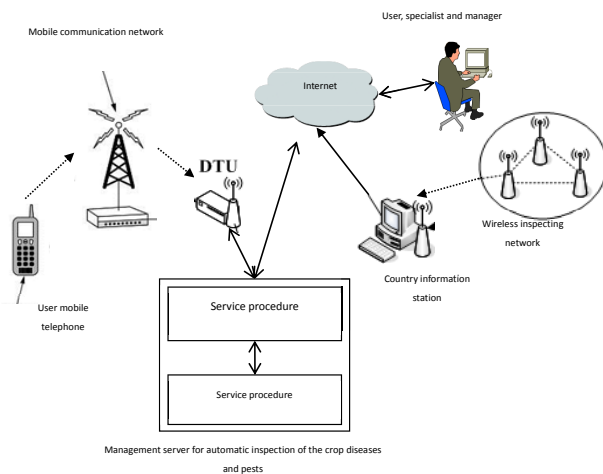 User, specialist and manager
Mobile communication network
Internet
DTU
Wireless inspecting
network
Country information
station
User mobile
telephone
Service procedure
Service procedure
Management server for automatic inspection of the crop diseases
and pests